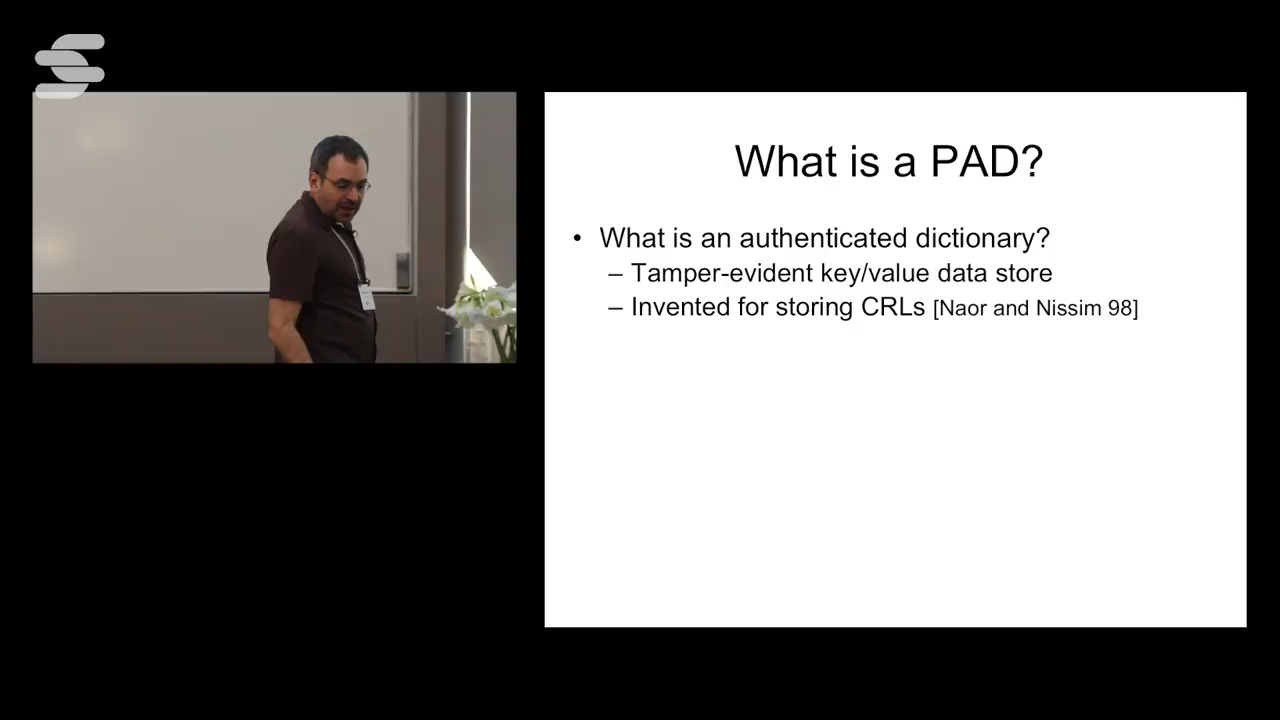 What is a PAD?
• What is an authenticated dictionary?
– Tamper-evident key/value data store
– Invented for storing CRLs [Naor and Nissim 98]